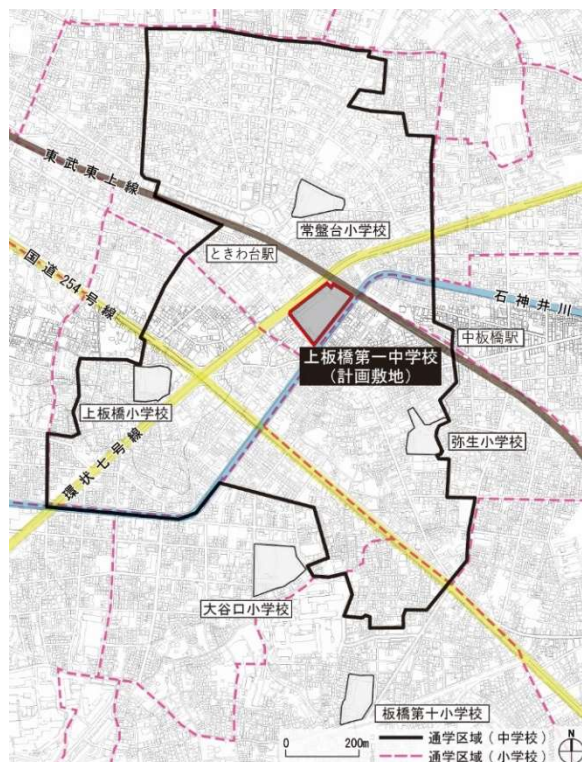 東武東上線
常盤台小学校
ときわ台駅
国道254号線
石神井川
中板橋駅
上板橋第一中学校
(計画敷地)
上板橋小学校
弥生小学校
環状七号線
大谷口小学校
板橋第十小学校
N
0 200m
通学区域(中学校)
通学区域(小学校)